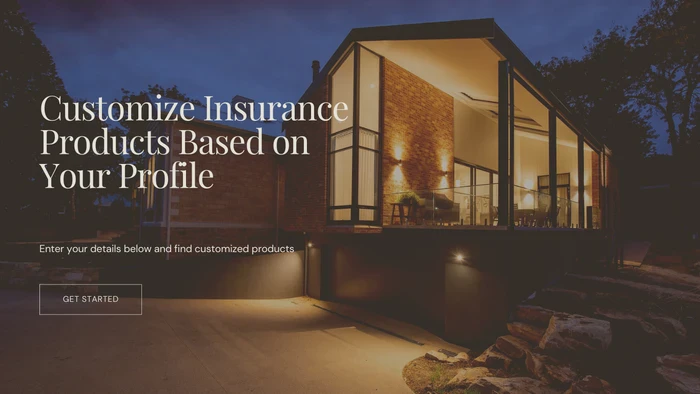 Customize Insurance
Products Based on
Your Profile
Enter your details below and find customized products
GET STARTED